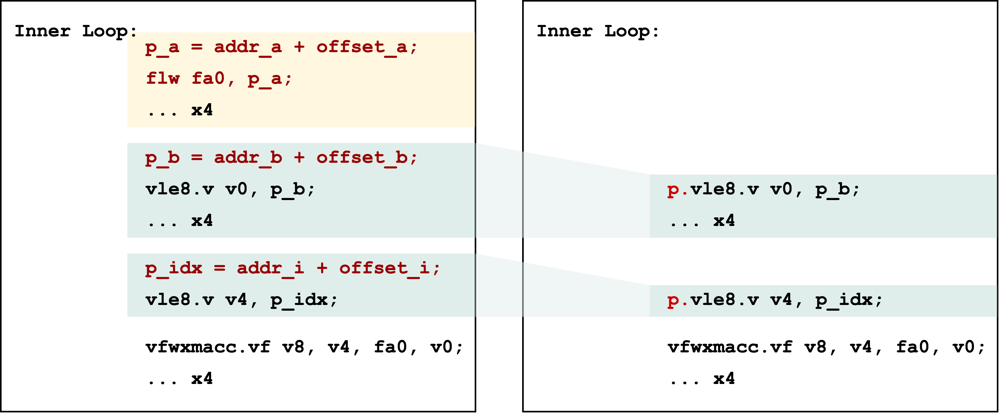 Inner Loop:
p_a = addr_a + offset_a;
flw fa0, p_a;
... x4
p_b = addr_b + offset_b;
vle8.v v0, p_b;
... x4
p_idx = addr_i + offset_i;
vle8.v v4, p_idx;
vfwxmacc.vf v8, v4, fa0, v0;
... x4
Inner Loop:
p.vle8.v v0, p_b;
... x4
p.vle8.v v4, p_idx;
vfwxmacc.vf v8, v4, fa0, v0;
... x4